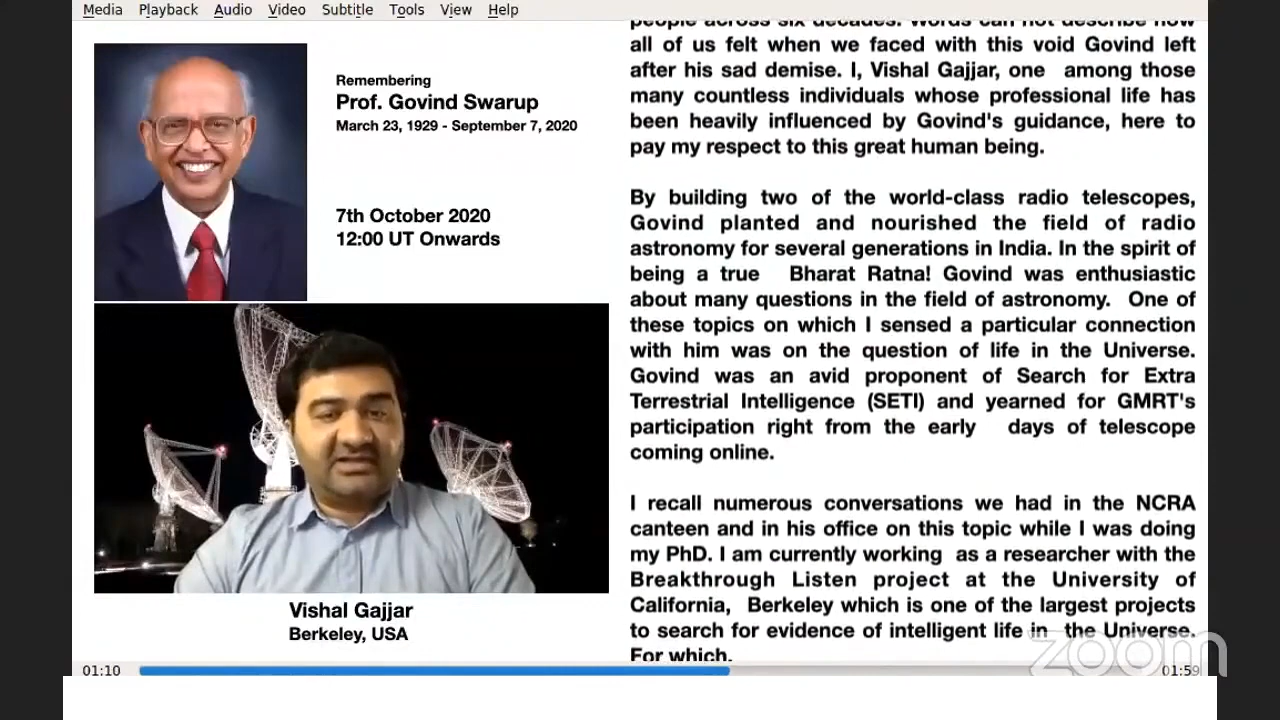 Media Playback Audio Video Subtitle Tools View Help
Remembering
Prof. Govind Swarup
March 23, 1929 - September 7, 2020
7th October 2020
12:00 UT Onwards
Vishal Gajjar
Berkeley, USA
people across six decades. Words can not describe how
all of us felt when we faced with this void Govind left
after his sad demise. I, Vishal Gajjar, one among those
many countless individuals whose professional life has
been heavily influenced by Govind's guidance, here to
pay my respect to this great human being.
By building two of the world-class radio telescopes,
Govind planted and nourished the field of radio
astronomy for several generations in India. In the spirit of
being a true Bharat Ratna! Govind was enthusiastic
about many questions in the field of astronomy. One of
these topics on which I sensed a particular connection
with him was on the question of life in the Universe.
Govind was an avid proponent of Search for Extra
Terrestrial Intelligence (SETI) and yearned for GMRT's
participation right from the early days of telescope
coming online.
I recall numerous conversations we had in the NCRA
canteen and in his office on this topic while I was doing
my PhD. I am currently working as a researcher with the
Breakthrough Listen project at the University of
California, Berkeley which is one of the largest projects
to search for evidence of intelligent life in the Universe.
For which,
zoom
01:10
01:59